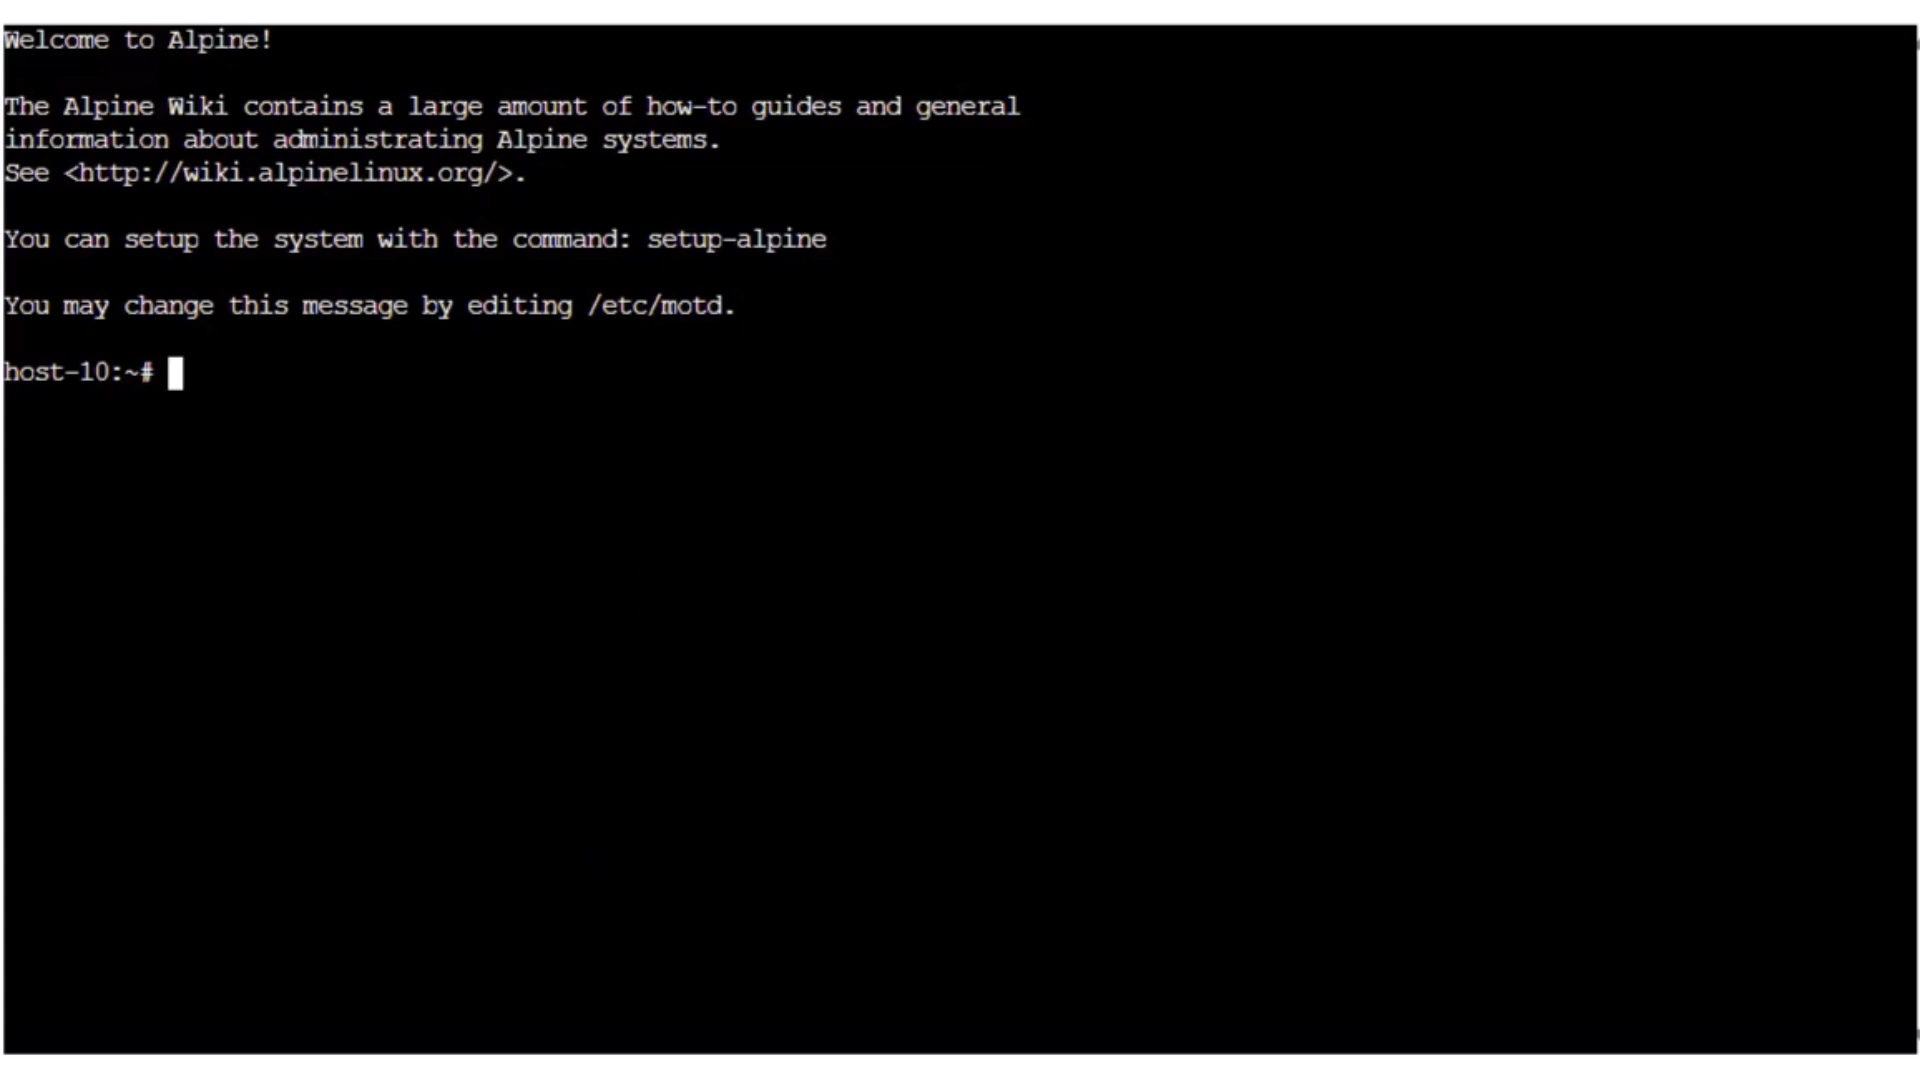 Welcome to Alpine!
The Alpine Wiki contains a large amount of how-to guides and general
information about administrating Alpine systems.
See <http://wiki.alpinelinux.org/>.
You can setup the system with the command: setup-alpine
You may change this message by editing /etc/motd.
host-10:~#